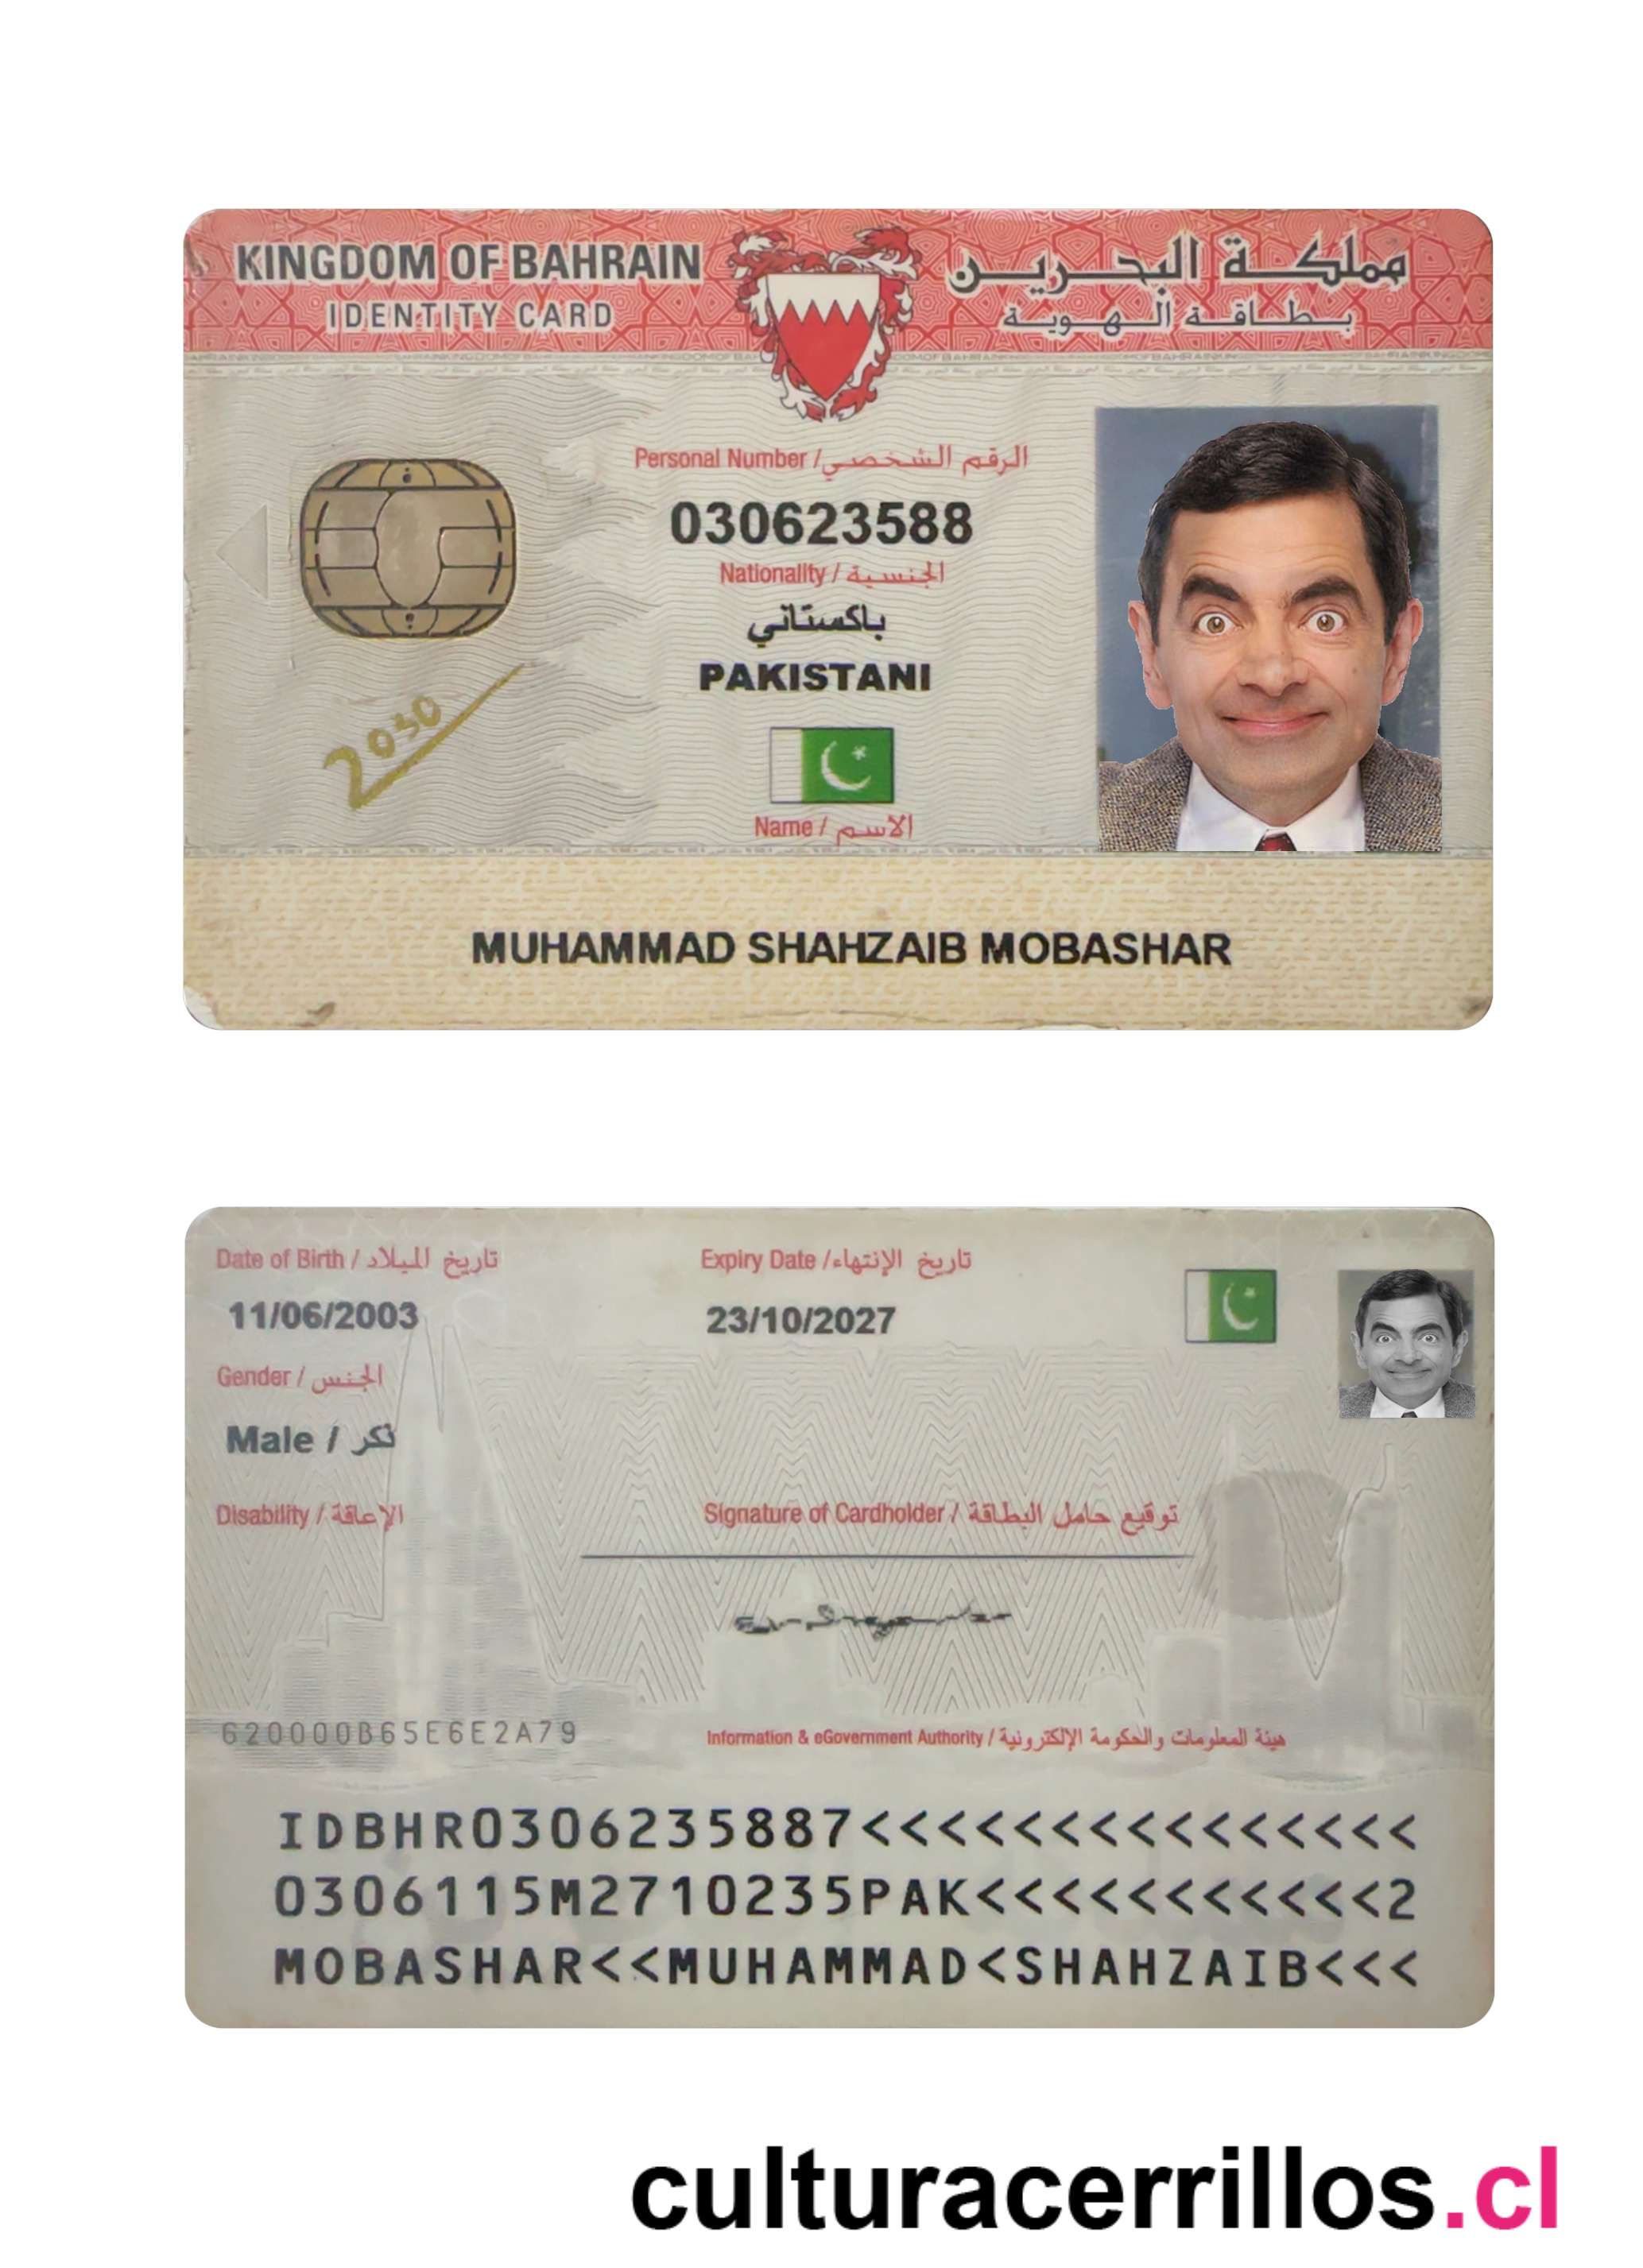 KINGDOM OF BAHRAIN
مملكة البحرين
IDENTITY CARD
بطاقة الهوية
Personal Number / الرقم الشخصي
030623588
Nationality / الجنسية
باكستاني
PAKISTANI
2030
Name / الاسم
MUHAMMAD SHAHZAIB MOBASHAR
Date of Birth / تاريخ الميلاد
Expiry Date / تاريخ الإنتهاء
11/06/2003
23/10/2027
Gender / الجنس
Male / ذكر
Disability / الإعاقة
Signature of Cardholder / توقيع حامل البطاقة
620000B65E6E2A79
Information & eGovernment Authority / هيئة المعلومات والحكومة الإلكترونية
IDBHR0306235887<<<<<<<<<<<<<<<
0306115M2710235PAK<<<<<<<<<<<2
MOBASHAR<<MUHAMMAD<SHAHZAIB<<<
culturacerrillos.cl